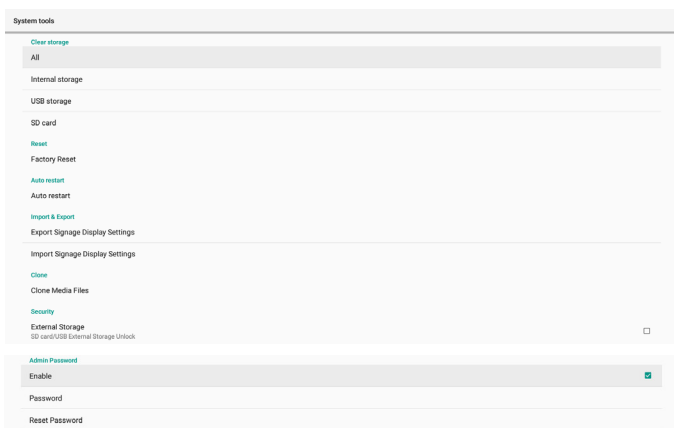 System tools
Clear storage
All
Internal storage
USB storage
SD card
Reset
Factory Reset
Auto restart
Auto restart
Import & Export
Export Signage Display Settings
Import Signage Display Settings
Clone
Clone Media Files
Security
External Storage
SD card/USB External Storage Unlock
Admin Password
Enable
Password
Reset Password